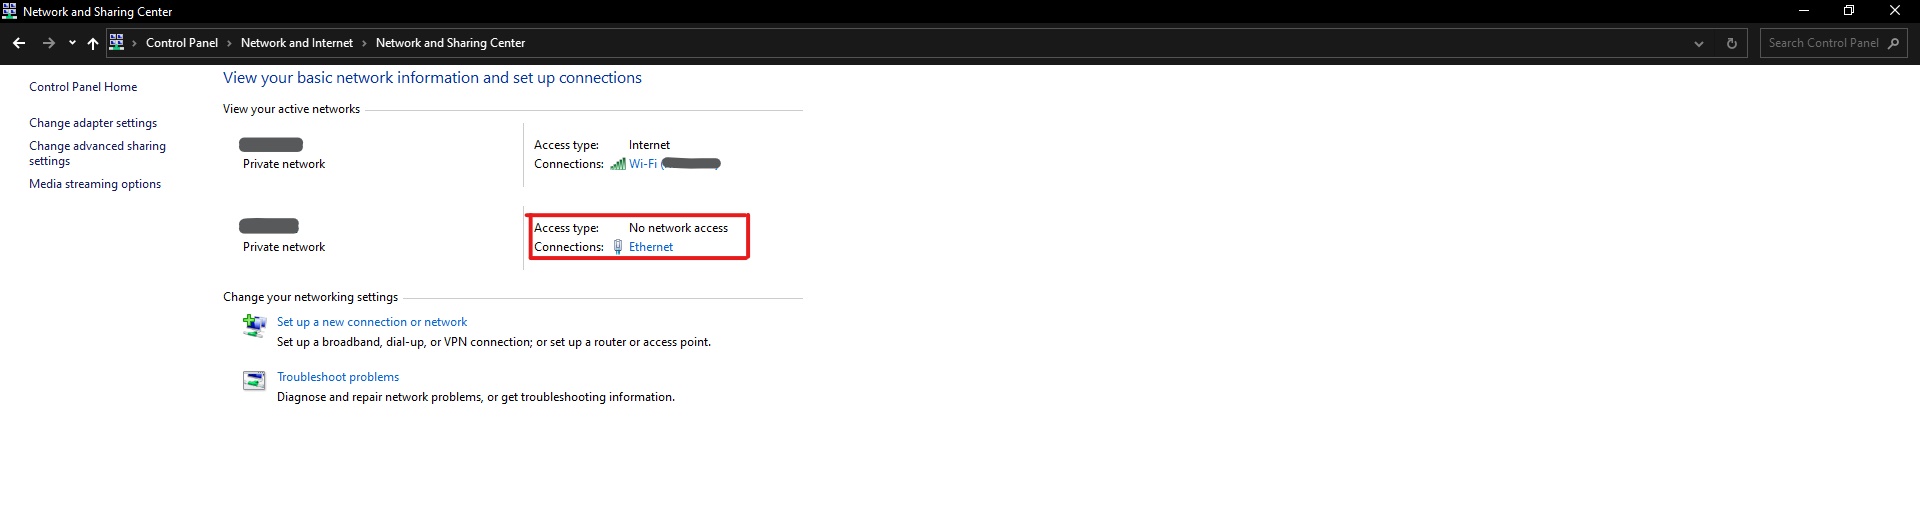 Network and Sharing Center
Control Panel > Network and Internet > Network and Sharing Center
Search Control Panel
Control Panel Home
Change adapter settings
Change advanced sharing
settings
Media streaming options
View your basic network information and set up connections
View your active networks
Private network
Access type: Internet
Connections: Wi-Fi (
Private network
Access type: No network access
Connections: Ethernet
Change your networking settings
Set up a new connection or network
Set up a broadband, dial-up, or VPN connection; or set up a router or access point.
Troubleshoot problems
Diagnose and repair network problems, or get troubleshooting information.